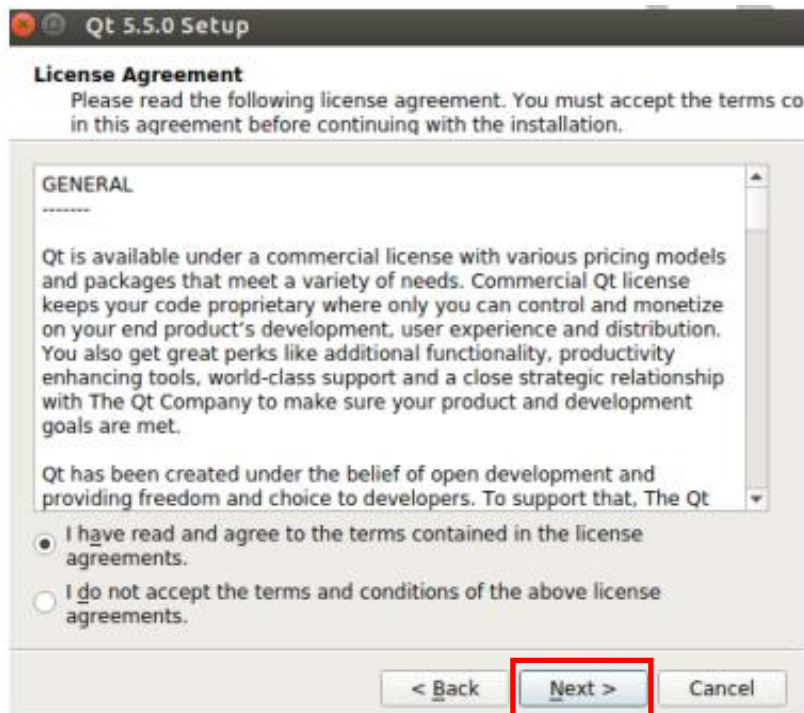 Qt 5.5.0 Setup
License Agreement
Please read the following license agreement. You must accept the terms co
in this agreement before continuing with the installation.
GENERAL
-------
Qt is available under a commercial license with various pricing models
and packages that meet a variety of needs. Commercial Qt license
keeps your code proprietary where only you can control and monetize
on your end product's development, user experience and distribution.
You also get great perks like additional functionality, productivity
enhancing tools, world-class support and a close strategic relationship
with The Qt Company to make sure your product and development
goals are met.
Qt has been created under the belief of open development and
providing freedom and choice to developers. To support that, The Qt
I have read and agree to the terms contained in the license
agreements.
I do not accept the terms and conditions of the above license
agreements.
< Back Next > Cancel